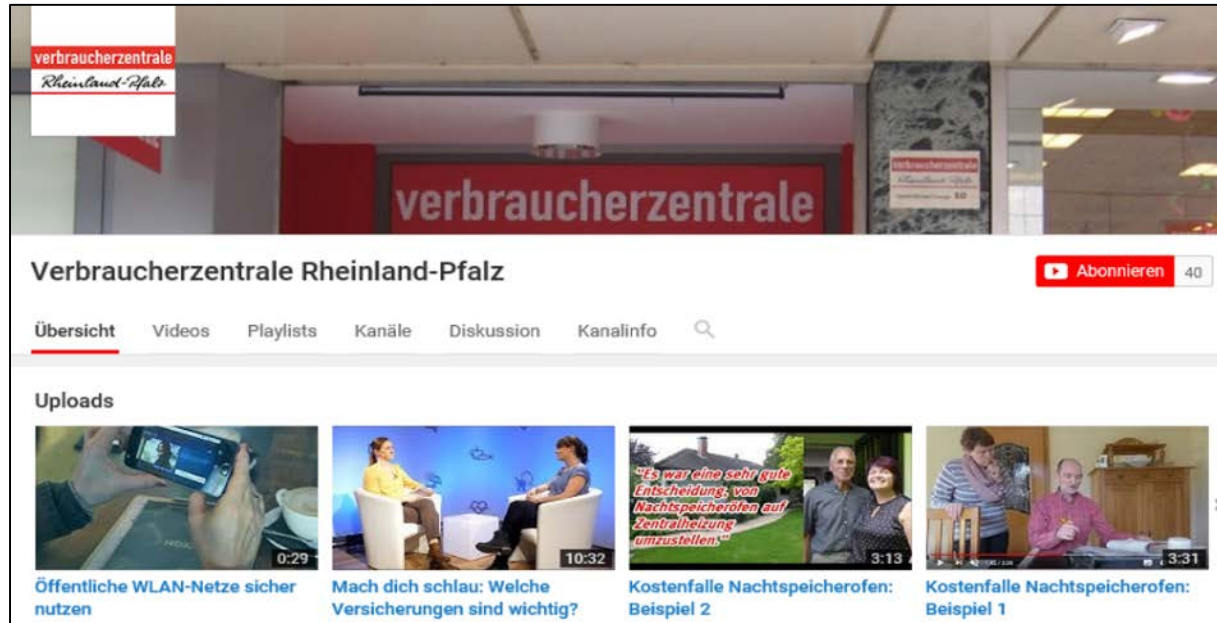 verbraucherzentrale
Rheinland-Pfalz
verbraucherzentrale
verbraucherzentrale
Rheinland-Pfalz
Verbraucherzentrale Rheinland-Pfalz
Abonnieren 40
Übersicht Videos Playlists Kanäle Diskussion Kanalinfo
Uploads
"Es war eine sehr gute
Entscheidung, von
Nachtspeicheröfen auf
Zentralheizung
umzustellen."
0:29
10:32
3:13
3:31
Öffentliche WLAN-Netze sicher
nutzen
Mach dich schlau: Welche
Versicherungen sind wichtig?
Kostenfalle Nachtspeicherofen:
Beispiel 2
Kostenfalle Nachtspeicherofen:
Beispiel 1